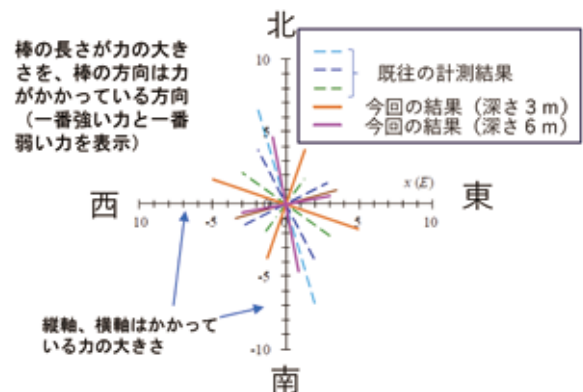 北
棒の長さが力の大き
さを、棒の方向は力
がかかっている方向
（一番強い力と一番
弱い力を表示）
既往の計測結果
今回の結果（深さ３ｍ）
今回の結果（深さ６ｍ）
10
5
x (E)
西
東
10
-5
5
10
-5
-10
縦軸、横軸はかかって
いる力の大きさ
南